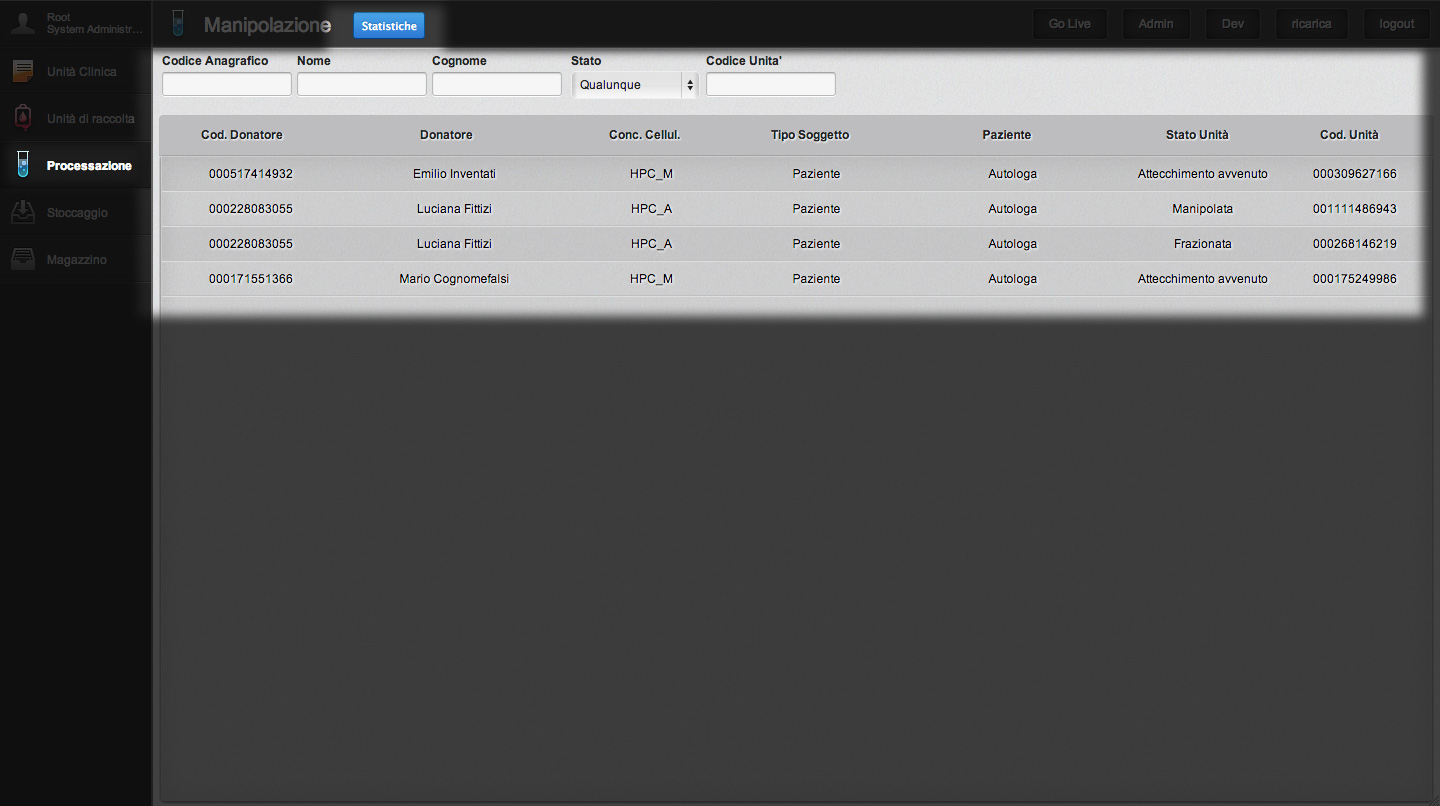 Root
System Administr...
Manipolazione
Statistiche
Go Live
Admin
Dev
ricarica
logout
Unità Clinica
Unità di raccolta
Processazione
Stoccaggio
Magazzino
Codice Anagrafico Nome Cognome Stato Codice Unita'
Qualunque
Cod. Donatore Donatore Conc. Cellul. Tipo Soggetto Paziente Stato Unità Cod. Unità
000517414932 Emilio Inventati HPC_M Paziente Autologa Attecchimento avvenuto 000309627166
000228083055 Luciana Fittizi HPC_A Paziente Autologa Manipolata 001111486943
000228083055 Luciana Fittizi HPC_A Paziente Autologa Frazionata 000268146219
000171551366 Mario Cognomefalsi HPC_M Paziente Autologa Attecchimento avvenuto 000175249986